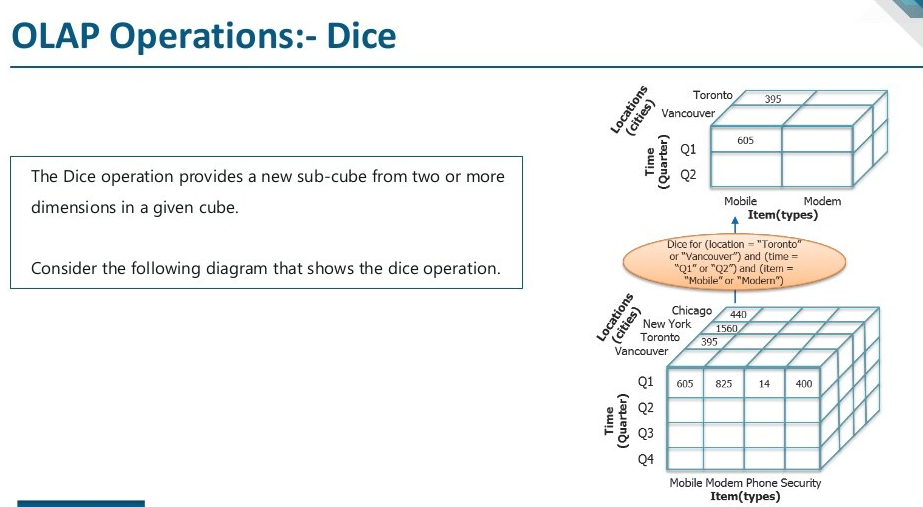 OLAP Operations:- Dice
The Dice operation provides a new sub-cube from two or more
dimensions in a given cube.
Consider the following diagram that shows the dice operation.
Locations
(cities)
Toronto
Vancouver
395
605
Time
(Quarter)
Q1
Q2
Mobile Modem
Item(types)
Dice for (location = "Toronto"
or "Vancouver") and (time =
"Q1" or "Q2") and (item =
"Mobile" or "Modem")
Locations
(cities)
Chicago 440
New York 1560
Toronto 395
Vancouver
Time
(Quarter)
Q1 605 825 14 400
Q2
Q3
Q4
Mobile Modem Phone Security
Item(types)